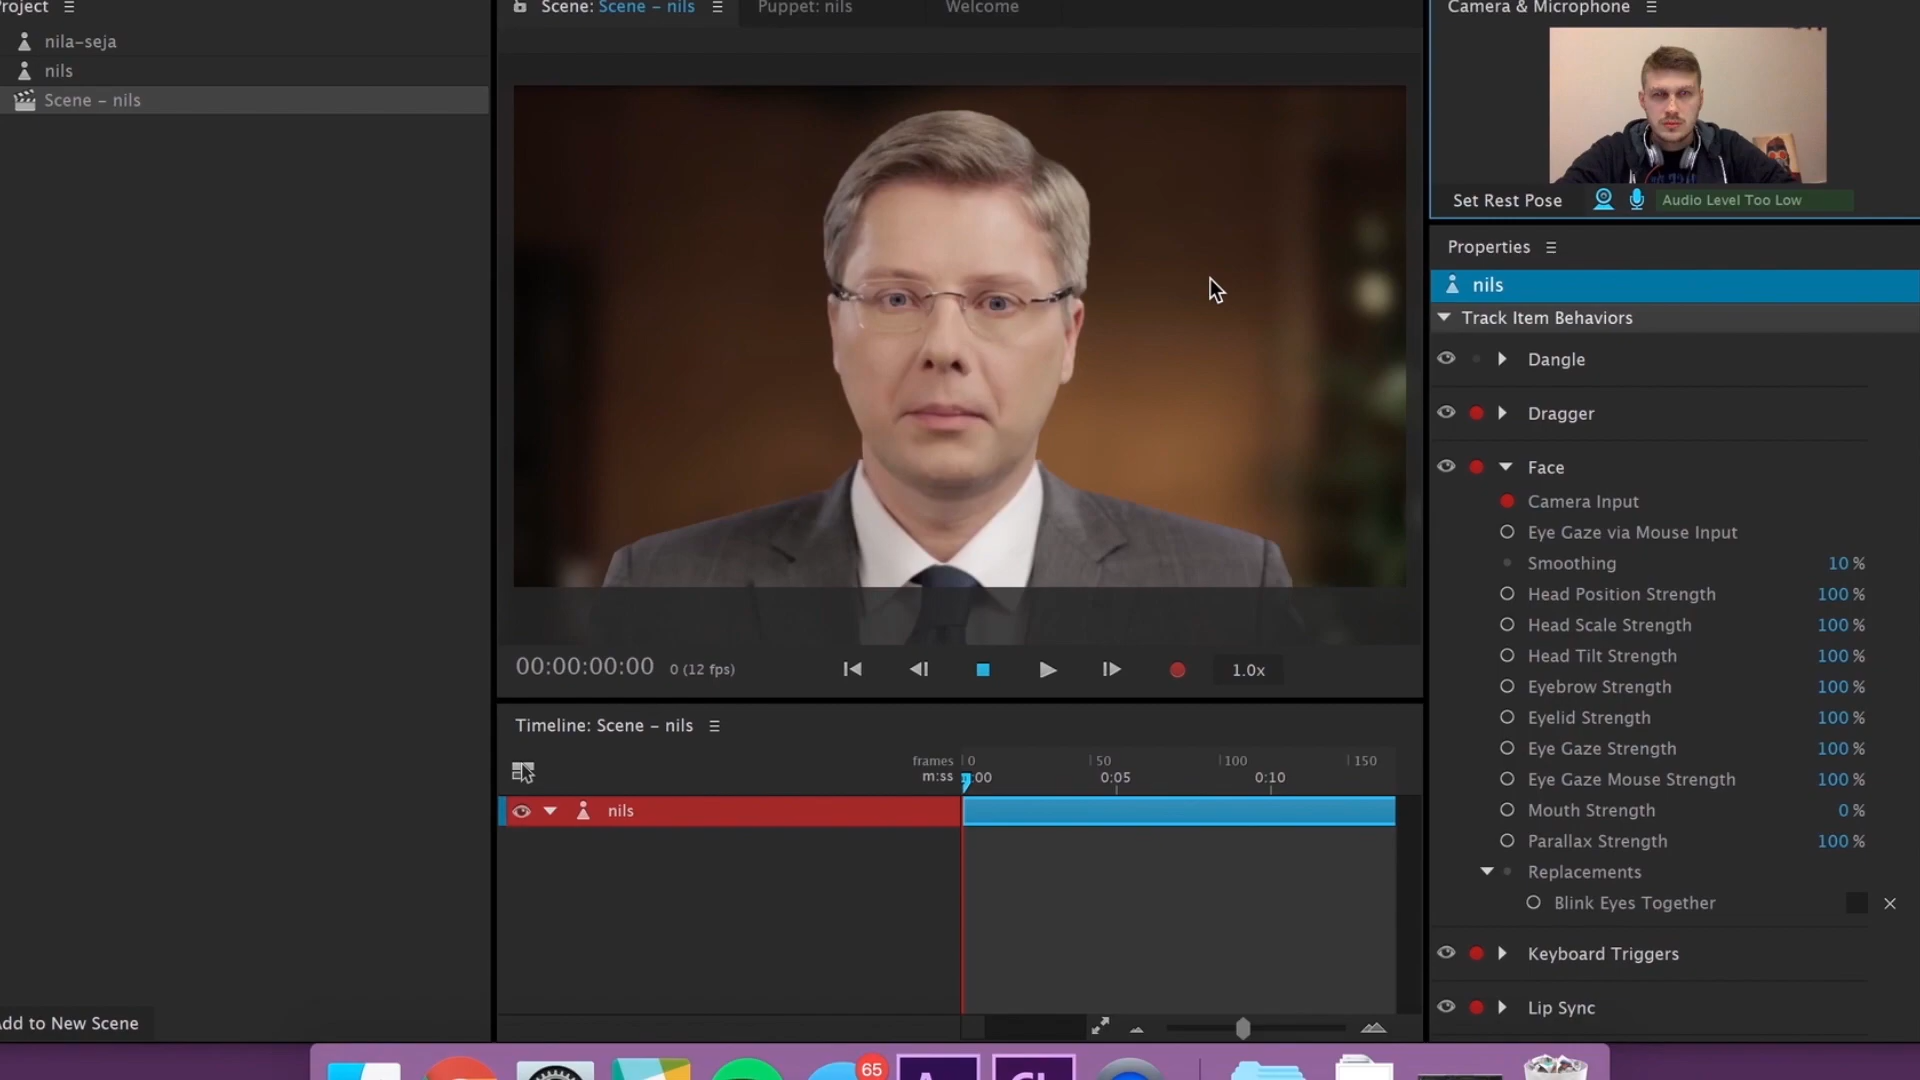 roject
nila-seja
nils
Scene – nils
Add to New Scene
Scene: Scene – nils
Puppet: nils
Welcome
00:00:00:00
0 (12 fps)
1.0x
Timeline: Scene – nils
frames
0
50
100
150
m:ss
:00
0:05
0:10
nils
Camera & Microphone
Set Rest Pose
Audio Level Too Low
Properties
nils
Track Item Behaviors
Dangle
Dragger
Face
Camera Input
Eye Gaze via Mouse Input
Smoothing 10 %
Head Position Strength 100 %
Head Scale Strength 100 %
Head Tilt Strength 100 %
Eyebrow Strength 100 %
Eyelid Strength 100 %
Eye Gaze Strength 100 %
Eye Gaze Mouse Strength 100 %
Mouth Strength 0 %
Parallax Strength 100 %
Replacements
Blink Eyes Together
Keyboard Triggers
Lip Sync
65